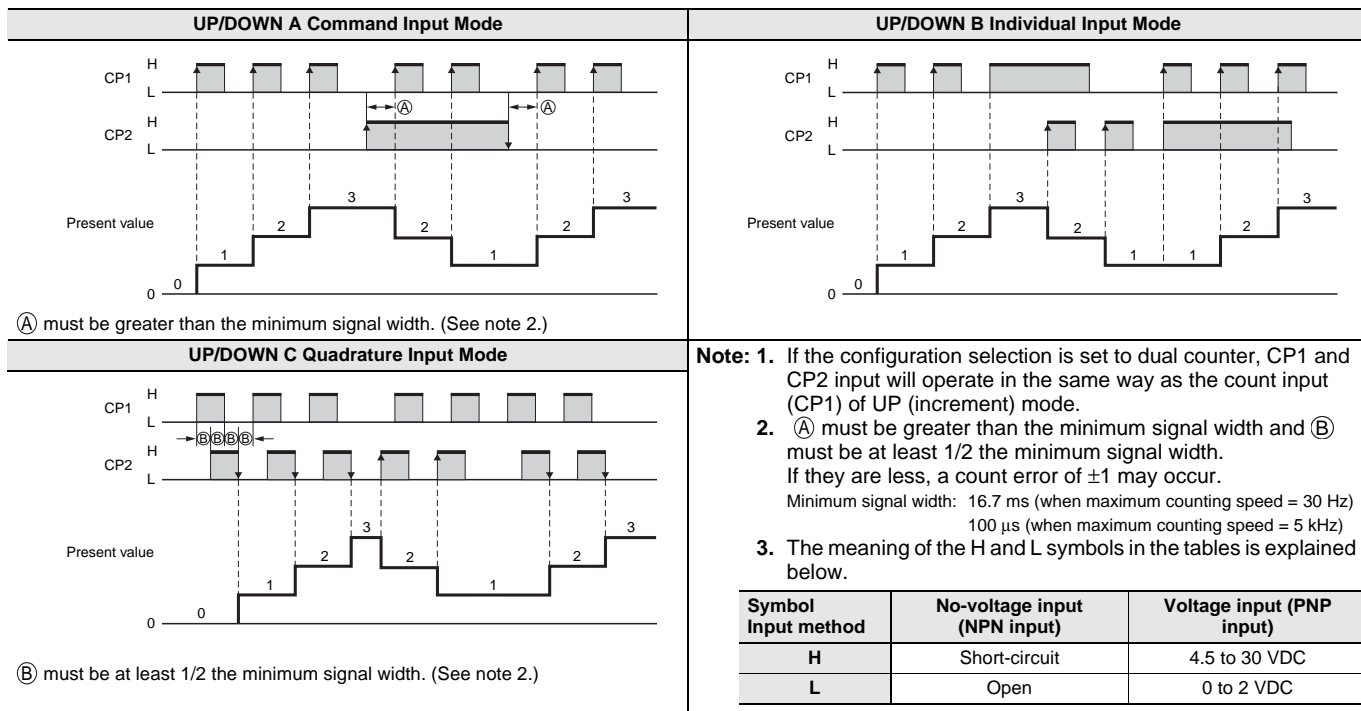 UP/DOWN A Command Input Mode
CP1 H
L
Ⓐ Ⓐ
CP2 H
L
Present value
0 1 2 3 2 1 2 3
0
Ⓐ must be greater than the minimum signal width. (See note 2.)
UP/DOWN B Individual Input Mode
CP1 H
L
CP2 H
L
Present value
0 1 2 3 2 1 1 2 3
0
UP/DOWN C Quadrature Input Mode
CP1 H
L
Ⓑ Ⓑ Ⓑ Ⓑ
CP2 H
L
Present value
0 1 2 3 2 1 2 3
0
Ⓑ must be at least 1/2 the minimum signal width. (See note 2.)
Note: 1. If the configuration selection is set to dual counter, CP1 and
CP2 input will operate in the same way as the count input
(CP1) of UP (increment) mode.
2. Ⓐ must be greater than the minimum signal width and Ⓑ
must be at least 1/2 the minimum signal width.
If they are less, a count error of ±1 may occur.
Minimum signal width: 16.7 ms (when maximum counting speed = 30 Hz)
100 μs (when maximum counting speed = 5 kHz)
3. The meaning of the H and L symbols in the tables is explained
below.
Symbol No-voltage input Voltage input (PNP
Input method (NPN input) input)
H Short-circuit 4.5 to 30 VDC
L Open 0 to 2 VDC